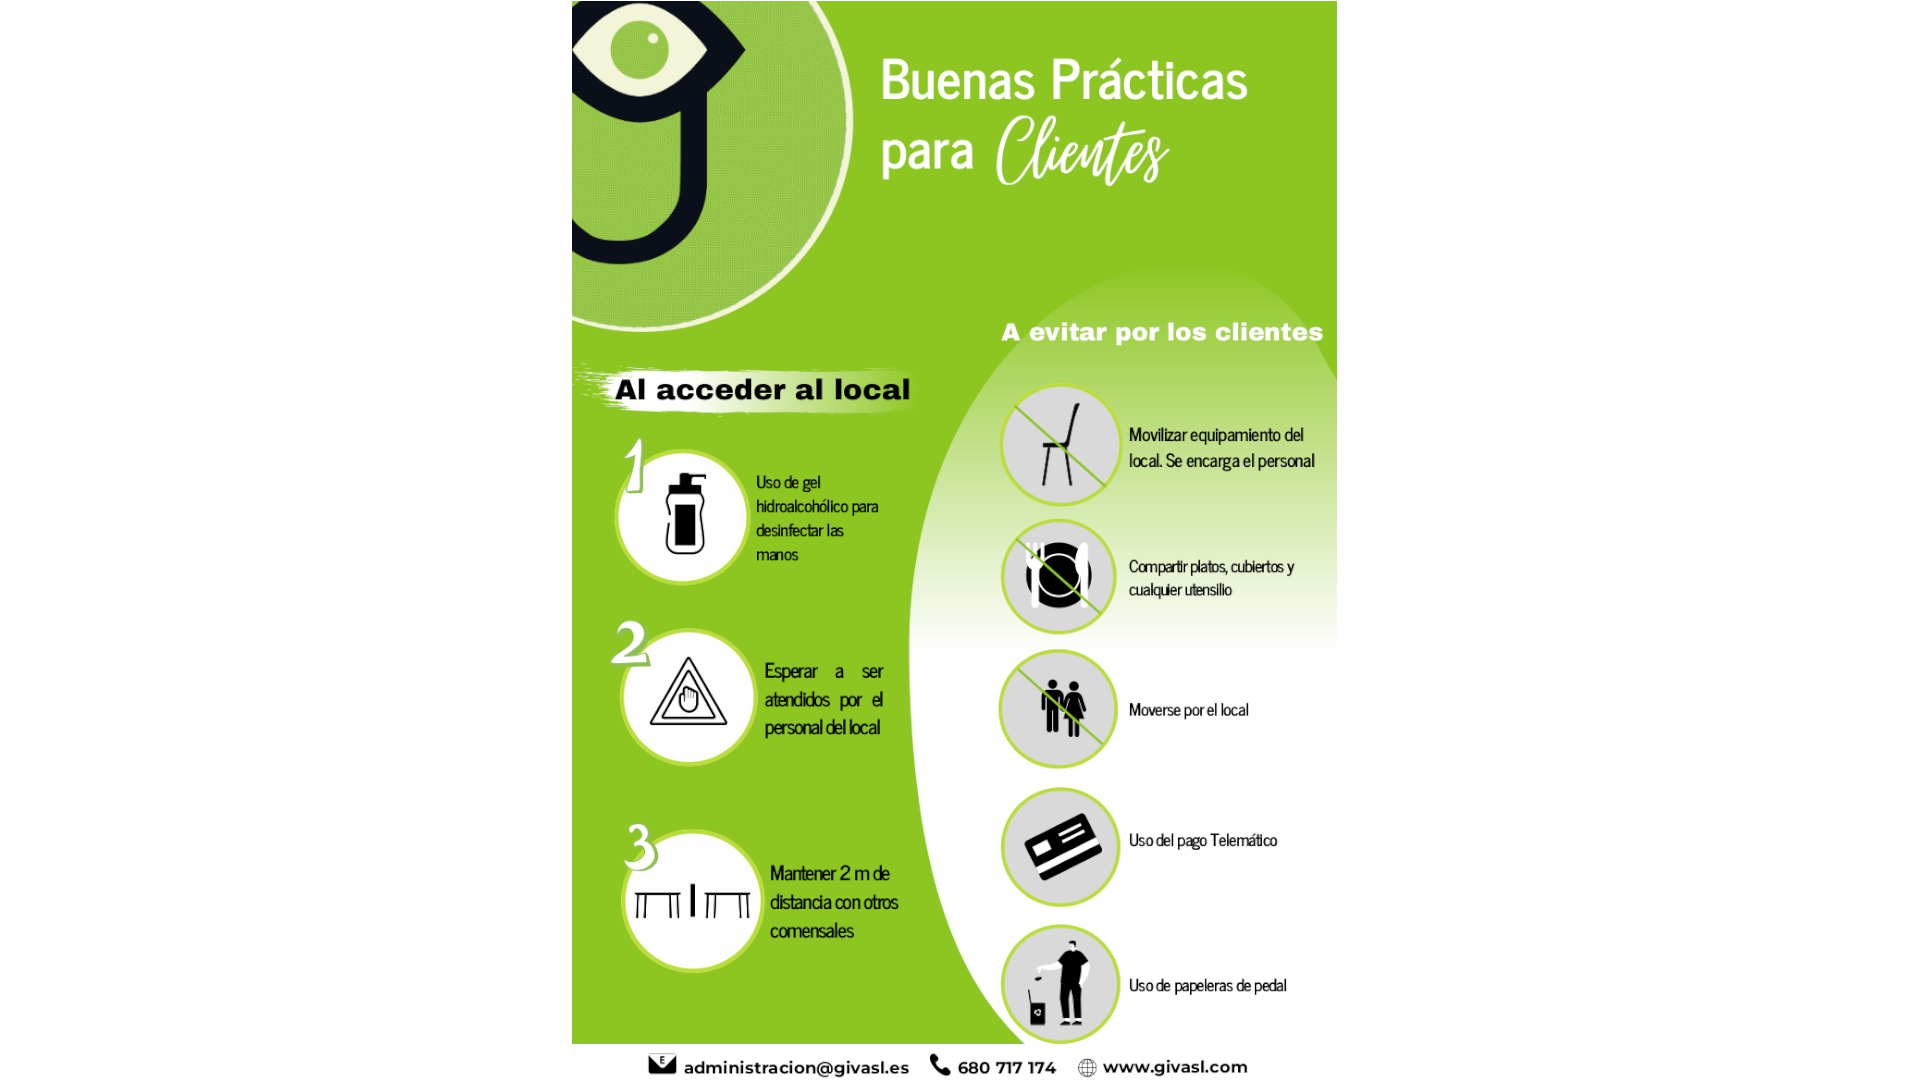 Buenas Prácticas
para Clientes
Al acceder al local
1
Uso de gel
hidroalcohólico para
desinfectar las
manos
2
Esperar a ser
atendidos por el
personal del local
3
Mantener 2 m de
distancia con otros
comensales
A evitar por los clientes
Movilizar equipamiento del
local. Se encarga el personal
Compartir platos, cubiertos y
cualquier utensilio
Moverse por el local
Uso del pago Telemático
Uso de papeleras de pedal
E administracion@givasl.es 680 717 174 www.givasl.com